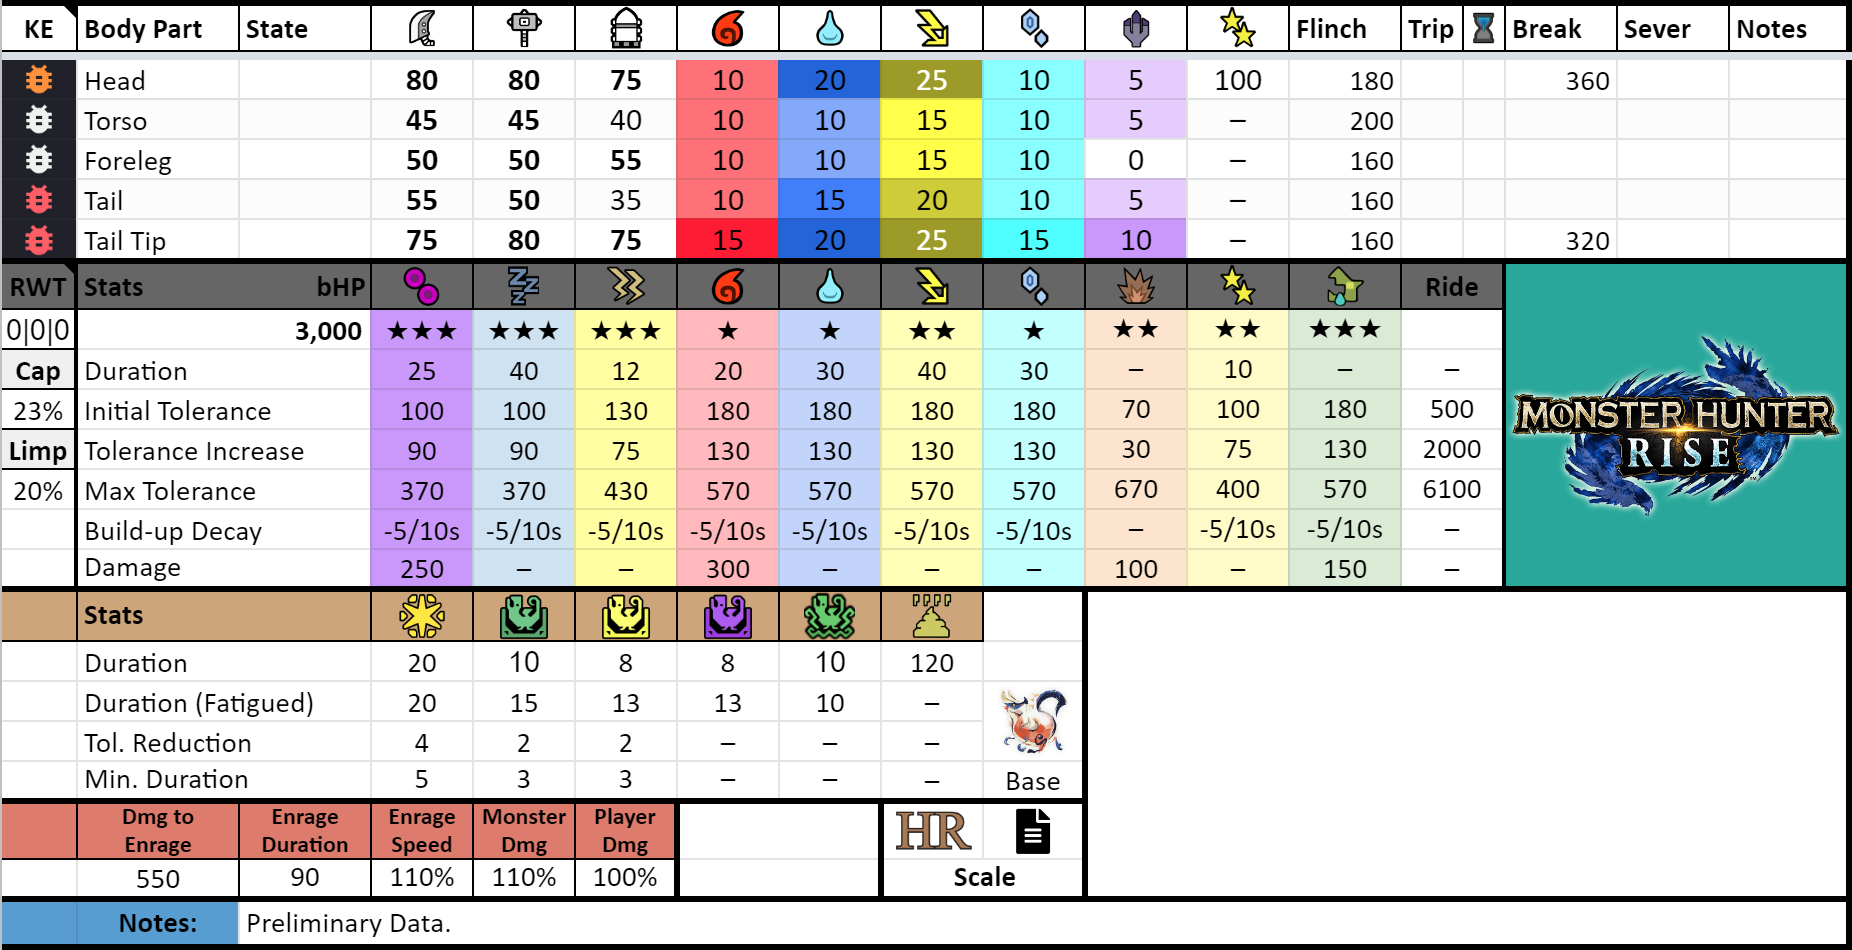 KE Body Part State Flinch Trip Break Sever Notes
Head 80 80 75 10 20 25 10 5 100 180 360
Torso 45 45 40 10 10 15 10 5 – 200
Foreleg 50 50 55 10 10 15 10 0 – 160
Tail 55 50 35 10 15 20 10 5 – 160
Tail Tip 75 80 75 15 20 25 15 10 – 160 320
RWT Stats bHP Ride
0|0|0 3,000 ★★★ ★★★ ★★★ ★ ★ ★★ ★ ★★ ★★ ★★★
Cap Duration 25 40 12 20 30 40 30 – 10 – –
23% Initial Tolerance 100 100 130 180 180 180 180 70 100 180 500
Limp Tolerance Increase 90 90 75 130 130 130 130 30 75 130 2000
20% Max Tolerance 370 370 430 570 570 570 570 670 400 570 6100
Build-up Decay -5/10s -5/10s -5/10s -5/10s -5/10s -5/10s -5/10s – -5/10s -5/10s –
Damage 250 – – 300 – – – 100 – 150 –
MONSTER HUNTER
RISE
Stats
Duration 20 10 8 8 10 120
Duration (Fatigued) 20 15 13 13 10 –
Tol. Reduction 4 2 2 – – –
Min. Duration 5 3 3 – – – Base
Dmg to Enrage Enrage Monster Player
Enrage Duration Speed Dmg Dmg
HR
550 90 110% 110% 100% Scale
Notes: Preliminary Data.